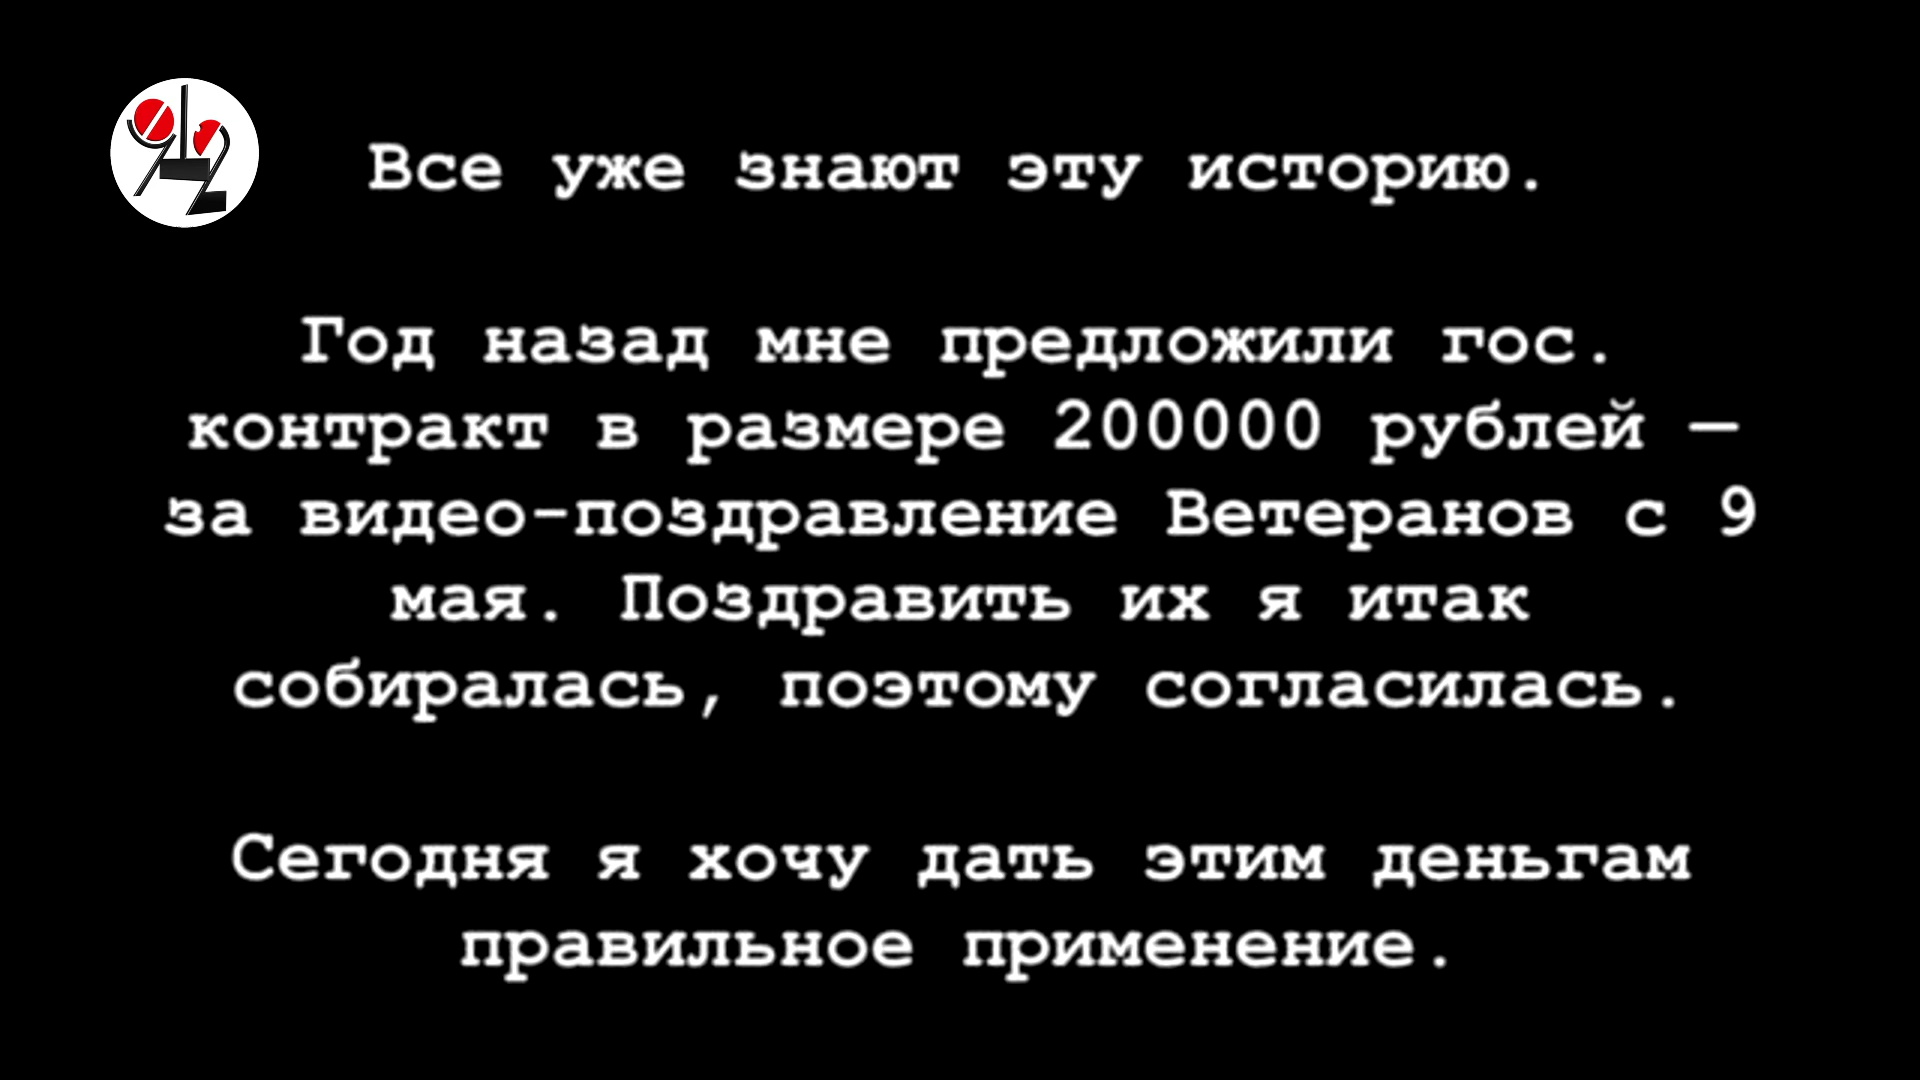 Все уже знают эту историю.
Год назад мне предложили гос.
контракт в размере 200000 рублей —
за видео-поздравление Ветеранов с 9
мая. Поздравить их я итак
собиралась, поэтому согласилась.
Сегодня я хочу дать этим деньгам
правильное применение.